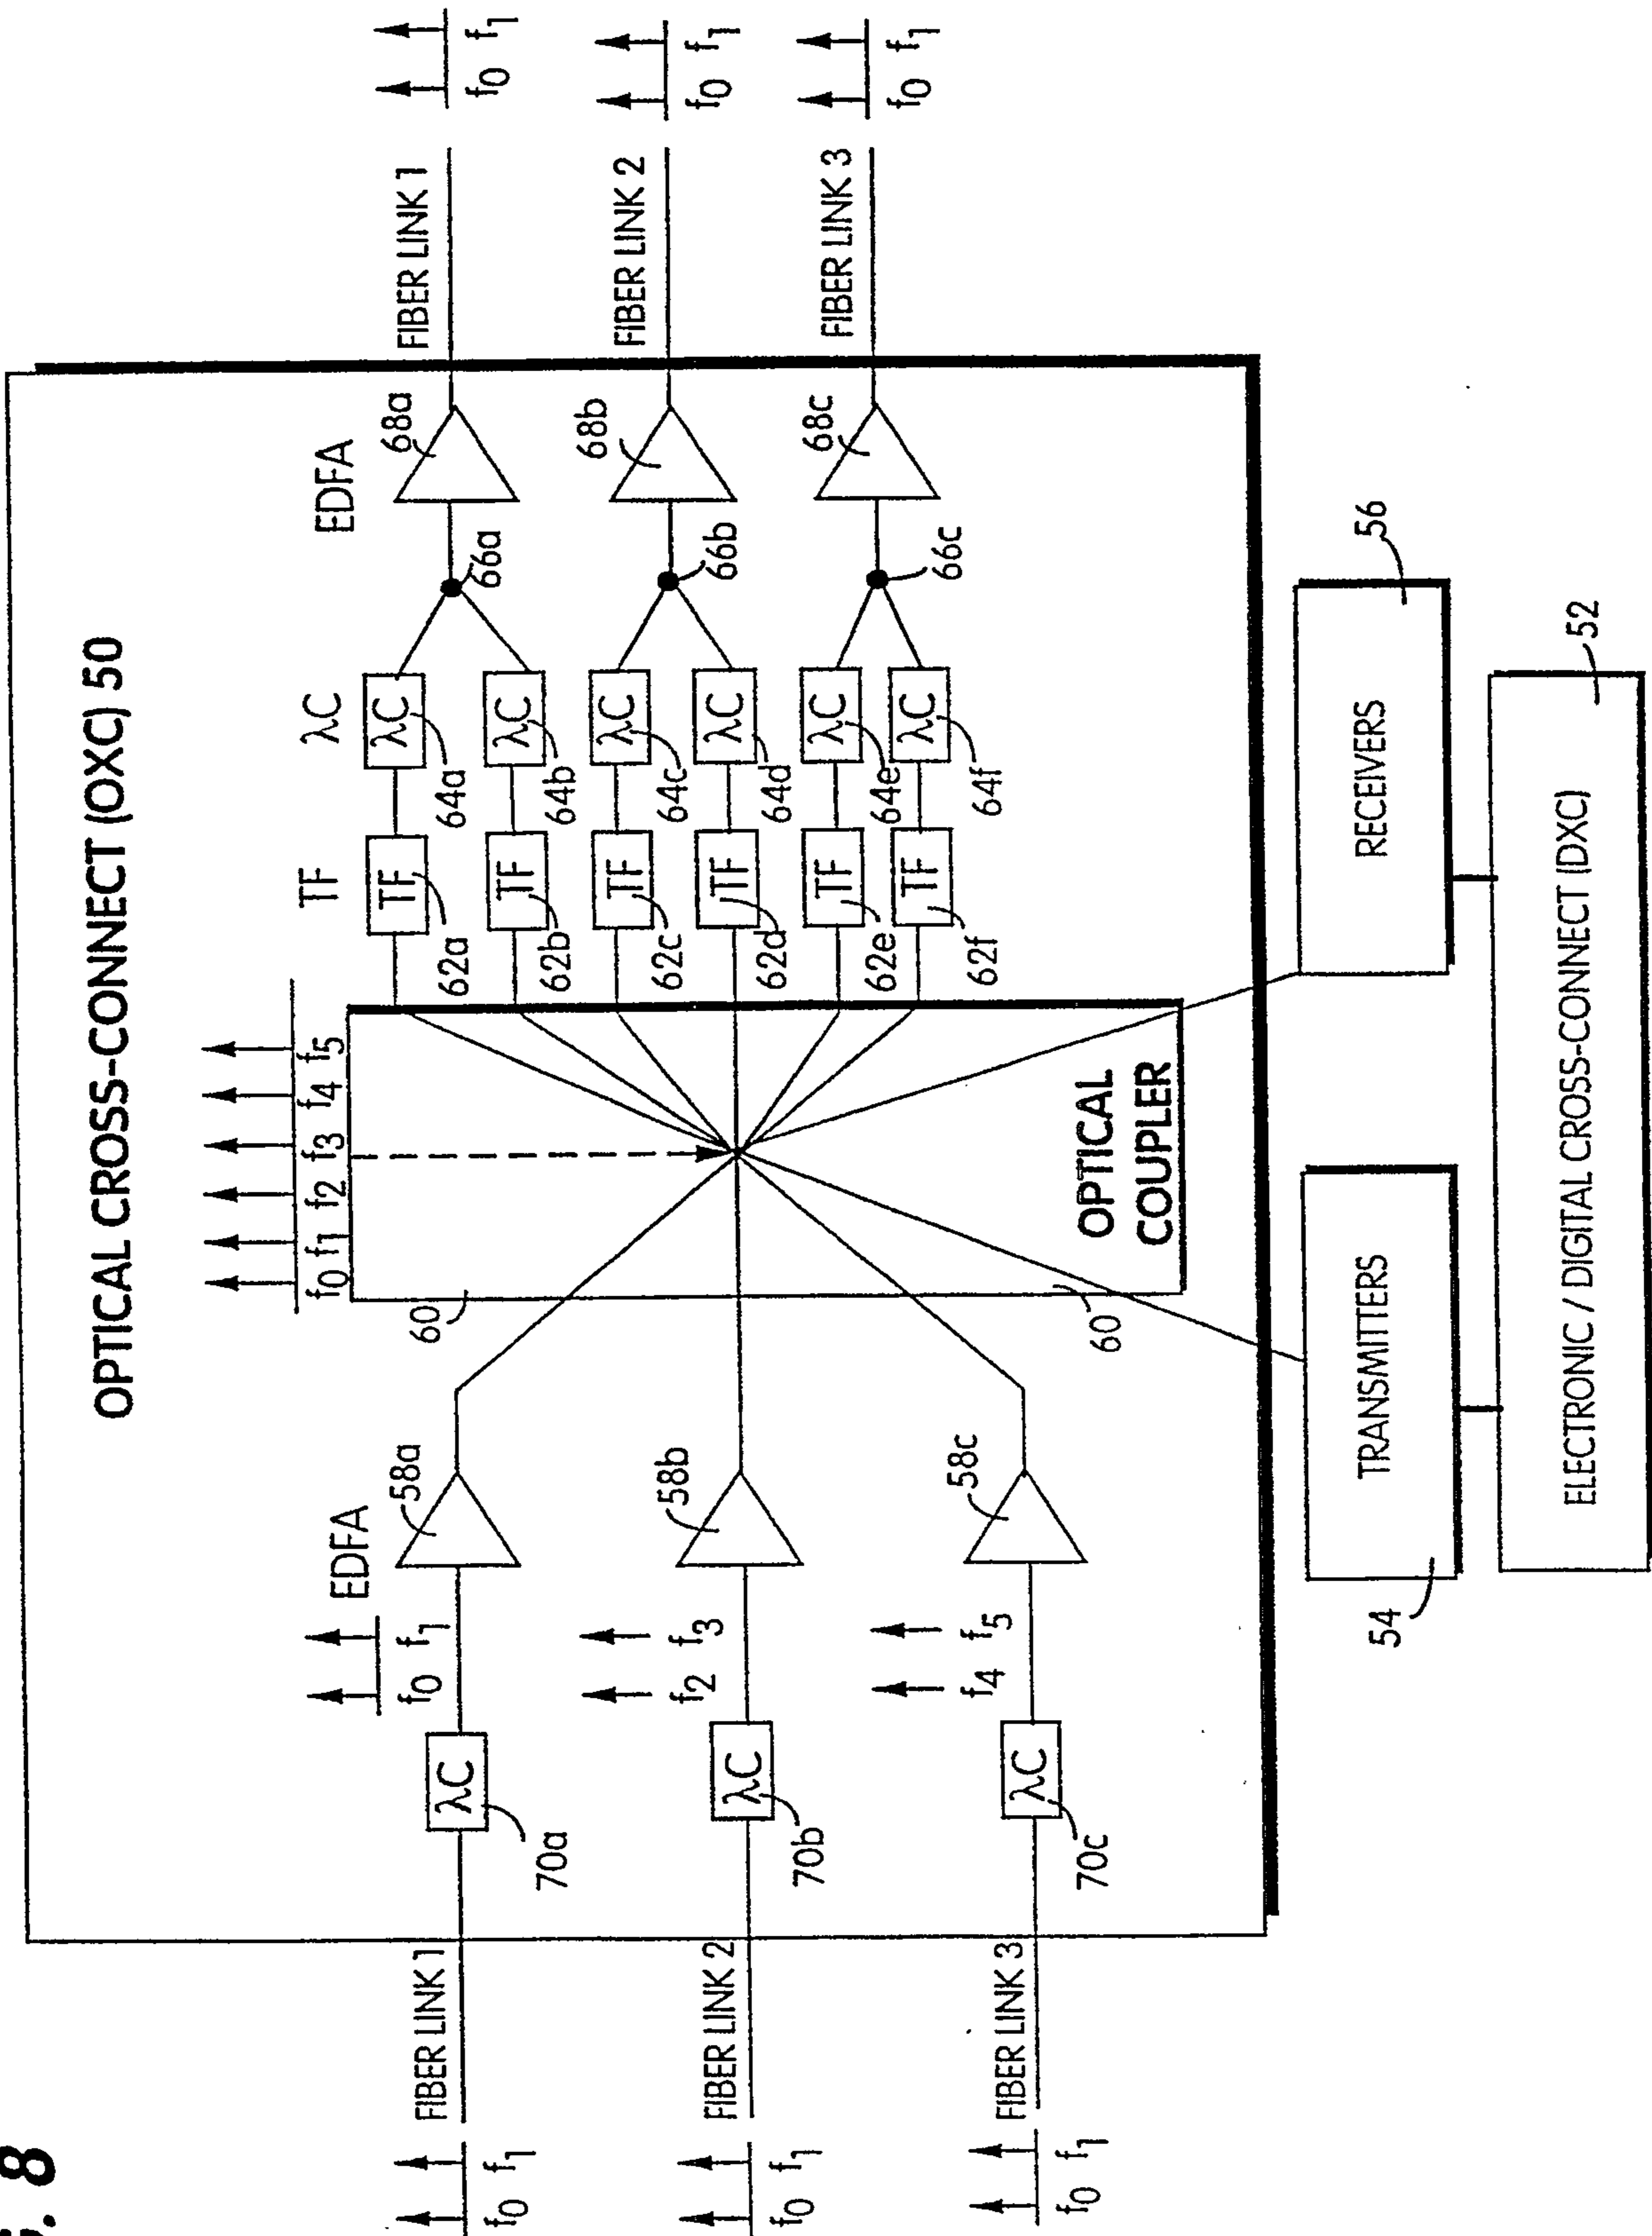 G. 8
OPTICAL CROSS-CONNECT (OXC) 50
f0 f1 f2 f3 f4 f5
f0 f1
FIBER LINK 1
λC
70a
f0 f1
EDFA
58a
60
TF
TF
62a
λC
λC
64a
EDFA
66a
68a
FIBER LINK 1
f0 f1
TF
62b
λC
64b
f0 f1
FIBER LINK 2
λC
70b
f2 f3
58b
TF
62c
λC
64c
66b
68b
FIBER LINK 2
f0 f1
TF
62d
λC
64d
f0 f1
FIBER LINK 3
λC
70c
f4 f5
58c
60
OPTICAL
COUPLER
TF
62e
λC
64e
66c
68c
FIBER LINK 3
f0 f1
TF
62f
λC
64f
54
TRANSMITTERS
RECEIVERS
56
ELECTRONIC / DIGITAL CROSS-CONNECT (DXC)
52